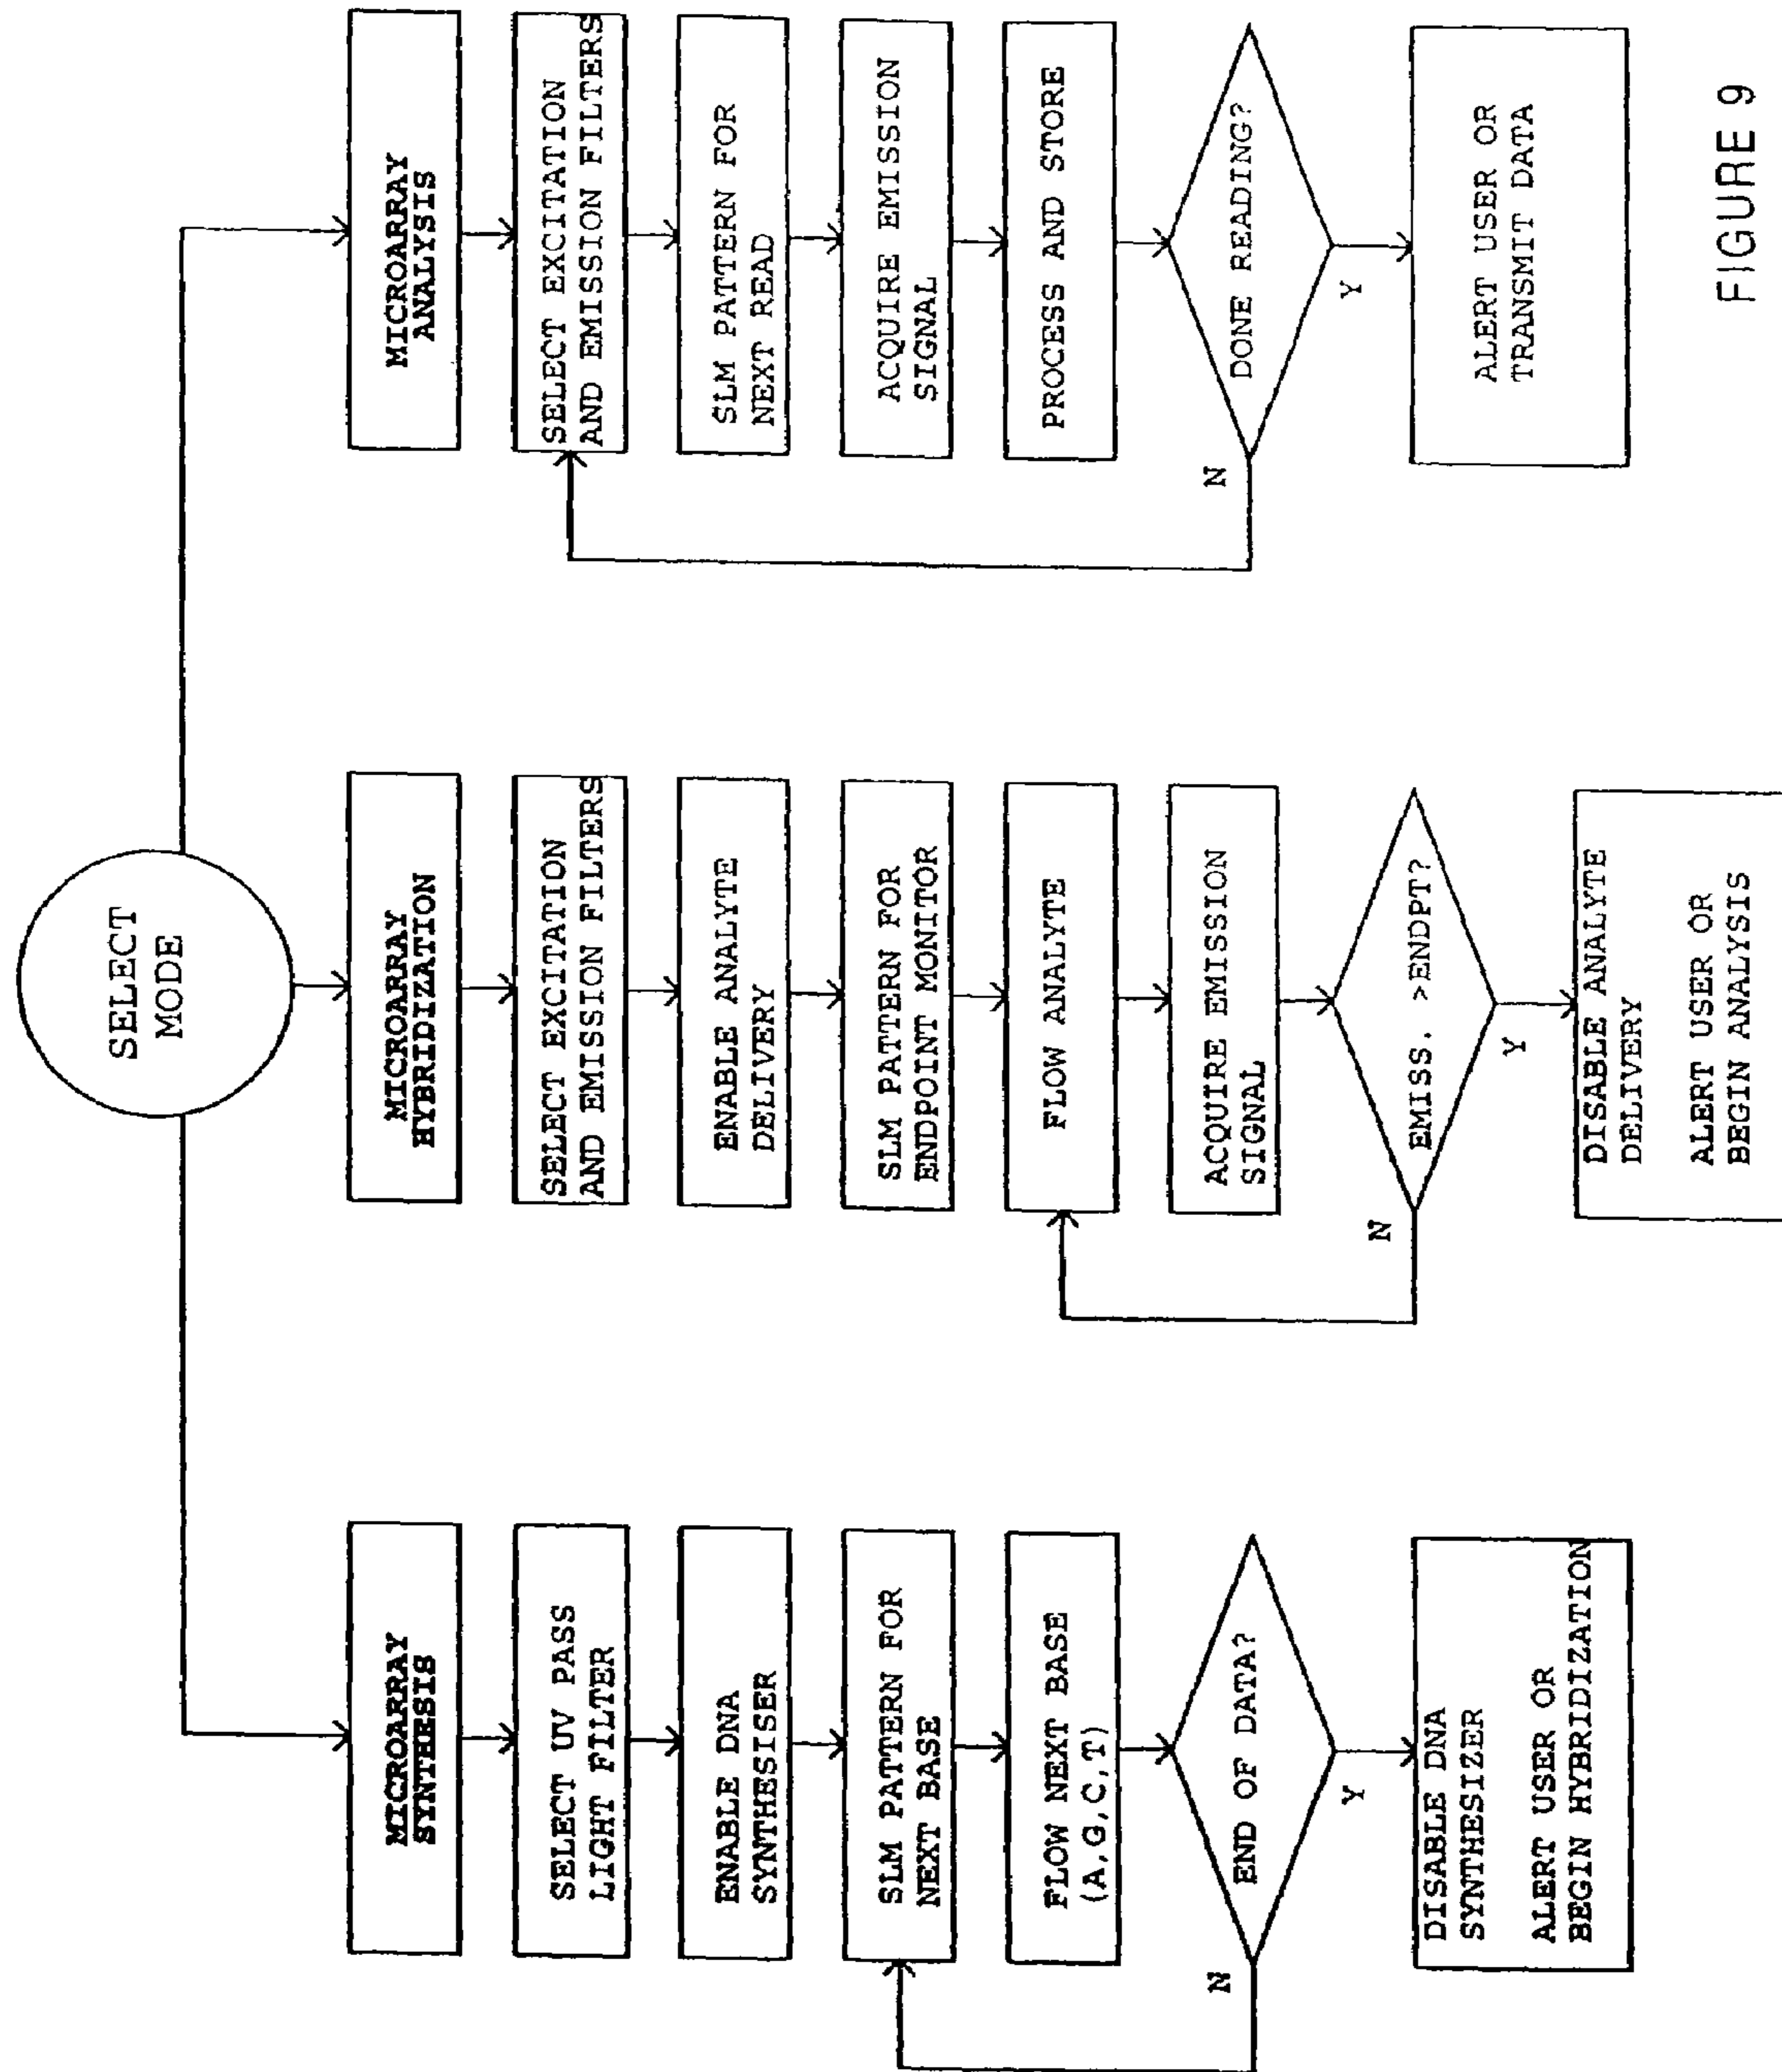 SELECT
MODE
MICROARRAY
SYNTHESIS
SELECT UV PASS
LIGHT FILTER
ENABLE DNA
SYNTHESISER
SLM PATTERN FOR
NEXT BASE
FLOW NEXT BASE
(A,G,C,T)
END OF DATA?
N
Y
DISABLE DNA
SYNTHESIZER
ALERT USER OR
BEGIN HYBRIDIZATION
MICROARRAY
HYBRIDIZATION
SELECT EXCITATION
AND EMISSION FILTERS
ENABLE ANALYTE
DELIVERY
SLM PATTERN FOR
ENDPOINT MONITOR
FLOW ANALYTE
ACQUIRE EMISSION
SIGNAL
EMISS. >ENDPT?
N
Y
DISABLE ANALYTE
DELIVERY
ALERT USER OR
BEGIN ANALYSIS
MICROARRAY
ANALYSIS
SELECT EXCITATION
AND EMISSION FILTERS
SLM PATTERN FOR
NEXT READ
ACQUIRE EMISSION
SIGNAL
PROCESS AND STORE
DONE READING?
N
Y
ALERT USER OR
TRANSMIT DATA
FIGURE 9